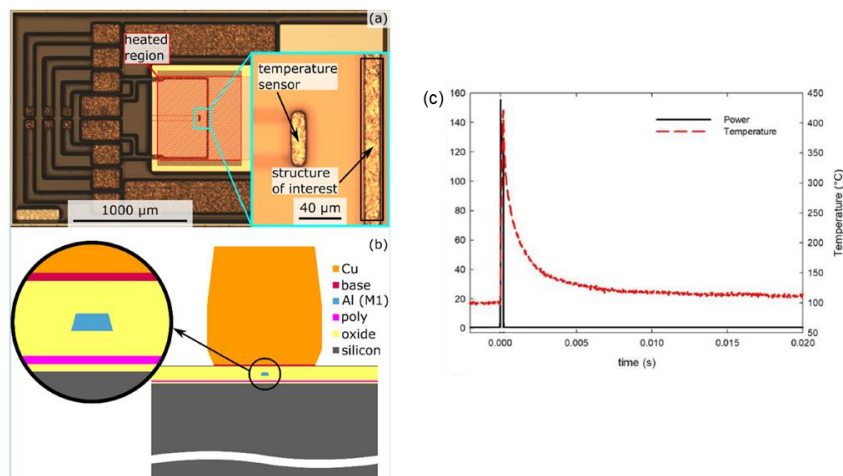 (a)
heated
region
temperature
sensor
structure
of interest
1000 µm
40 µm
(b)
Cu
base
Al (M1)
poly
oxide
silicon
(c)
Power
Temperature
160
140
120
100
80
60
40
20
0
450
400
350
300
250
200
150
100
50
Temperature (°C)
0.000
0.005
0.010
0.015
0.020
time (s)